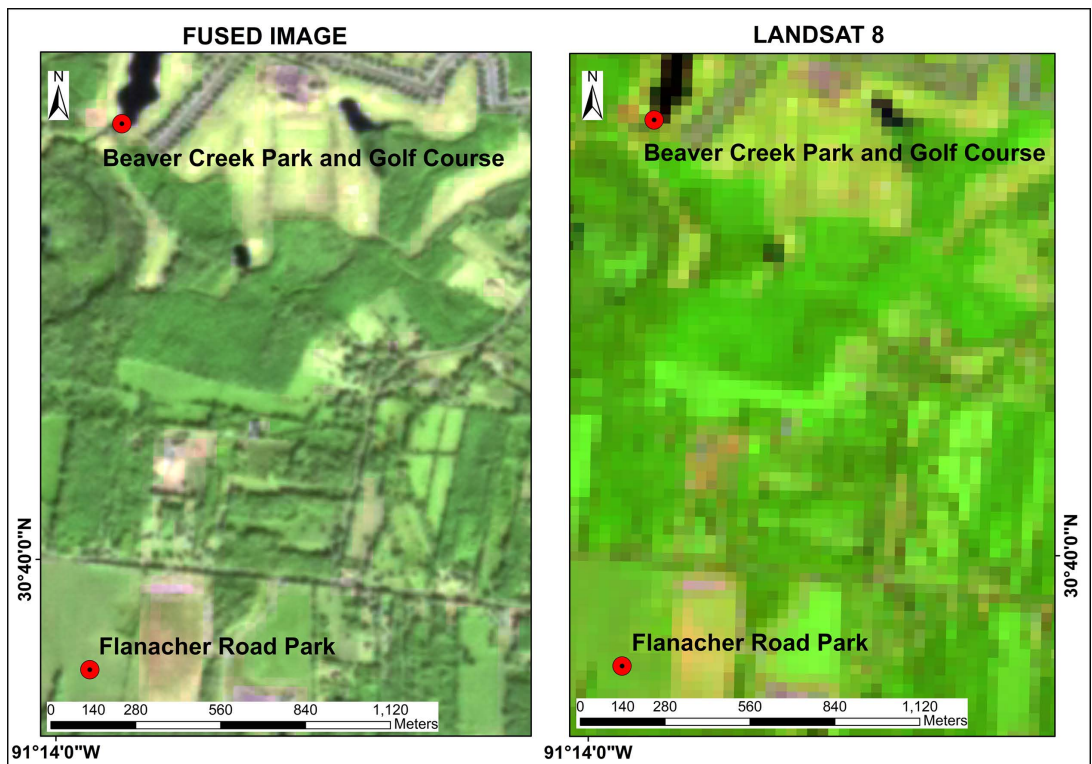 FUSED IMAGE
N
Beaver Creek Park and Golf Course
30°40'0"N
Flanacher Road Park
0 140 280 560 840 1,120
Meters
91°14'0"W
LANDSAT 8
N
Beaver Creek Park and Golf Course
30°40'0"N
Flanacher Road Park
0 140 280 560 840 1,120
Meters
91°14'0"W